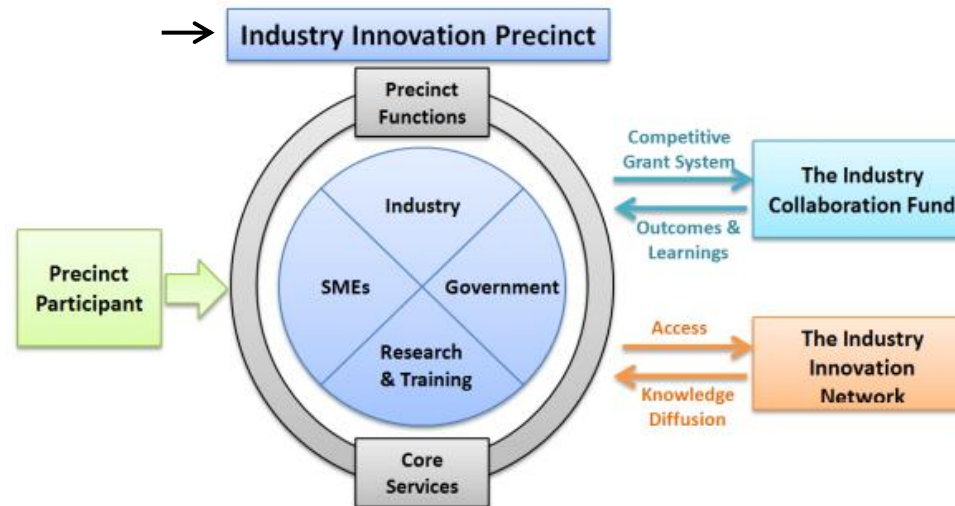 Industry Innovation Precinct
Precinct
Functions
Competitive
Grant System
The Industry
Collaboration Fund
Outcomes &
Learnings
Industry
SMEs
Government
Research
& Training
Precinct
Participant
Access
The Industry
Innovation
Network
Knowledge
Diffusion
Core
Services